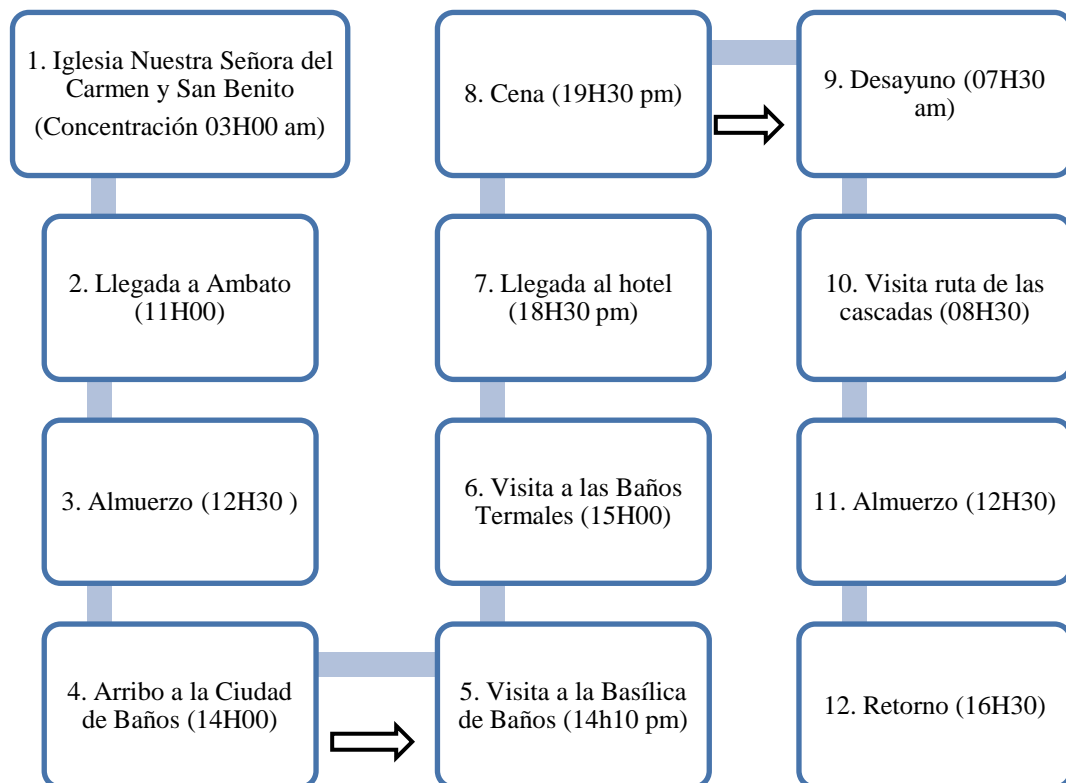 1. Iglesia Nuestra Señora del
Carmen y San Benito
(Concentración 03H00 am)
2. Llegada a Ambato
(11H00)
3. Almuerzo (12H30 )
4. Arribo a la Ciudad
de Baños (14H00)
5. Visita a la Basílica
de Baños (14h10 pm)
6. Visita a las Baños
Termales (15H00)
7. Llegada al hotel
(18H30 pm)
8. Cena (19H30 pm)
9. Desayuno (07H30
am)
10. Visita ruta de las
cascadas (08H30)
11. Almuerzo (12H30)
12. Retorno (16H30)